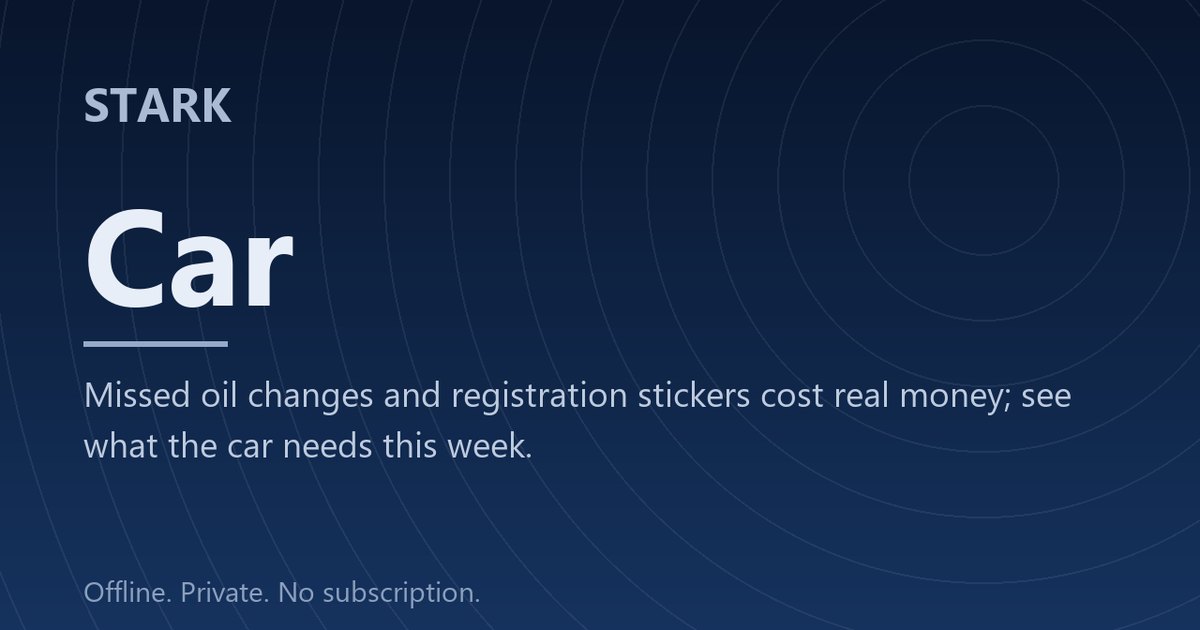 STARK
Car
Missed oil changes and registration stickers cost real money; see
what the car needs this week.
Offline. Private. No subscription.